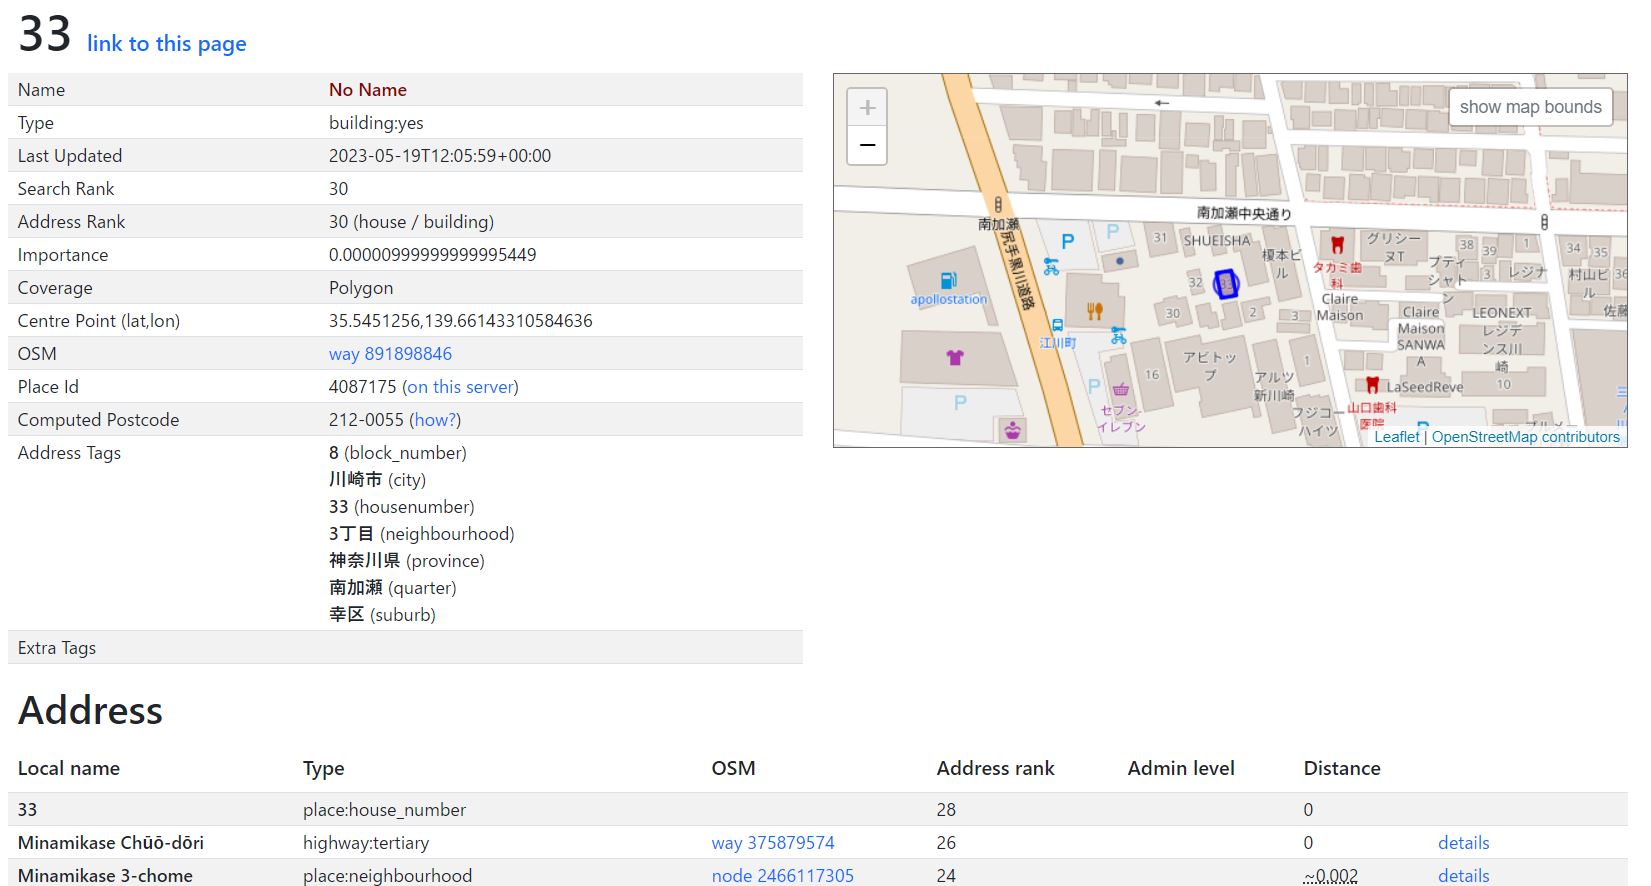 33 link to this page
Name No Name
Type building:yes
Last Updated 2023-05-19T12:05:59+00:00
Search Rank 30
Address Rank 30 (house / building)
Importance 0.00000999999999995449
Coverage Polygon
Centre Point (lat,lon) 35.5451256,139.66143310584636
OSM way 891898846
Place Id 4087175 (on this server)
Computed Postcode 212-0055 (how?)
Address Tags 8 (block_number)
川崎市 (city)
33 (housenumber)
3丁目 (neighbourhood)
神奈川県 (province)
南加瀬 (quarter)
幸区 (suburb)
Extra Tags
+
−
show map bounds
南加瀬中央通り
南加瀬
尻手黒川道路
P
P
31
SHUEISHA
榎本ビ
ル
タカミ歯
科
グリシー
ヌT
38
39
1
34
35
36
プティ
シャト
ン
3
レジナ
村山ビ
ル
佐藤
apollostation
32
33
30
2
3
Claire
Maison
Claire
Maison
SANWA
A
LEONEXT
レジデ
ンス川
崎
10
江川町
16
アビトッ
プ
アルツ
新川崎
1
LaSeedReve
P
P
セブン-
イレブン
フジコー
ハイツ
山口歯科
医院
P
Leaflet | OpenStreetMap contributors
Address
Local name Type OSM Address rank Admin level Distance
33 place:house_number 28 0
Minamikase Chūō-dōri highway:tertiary way 375879574 26 0 details
Minamikase 3-chome place:neighbourhood node 2466117305 24 ~0.002 details